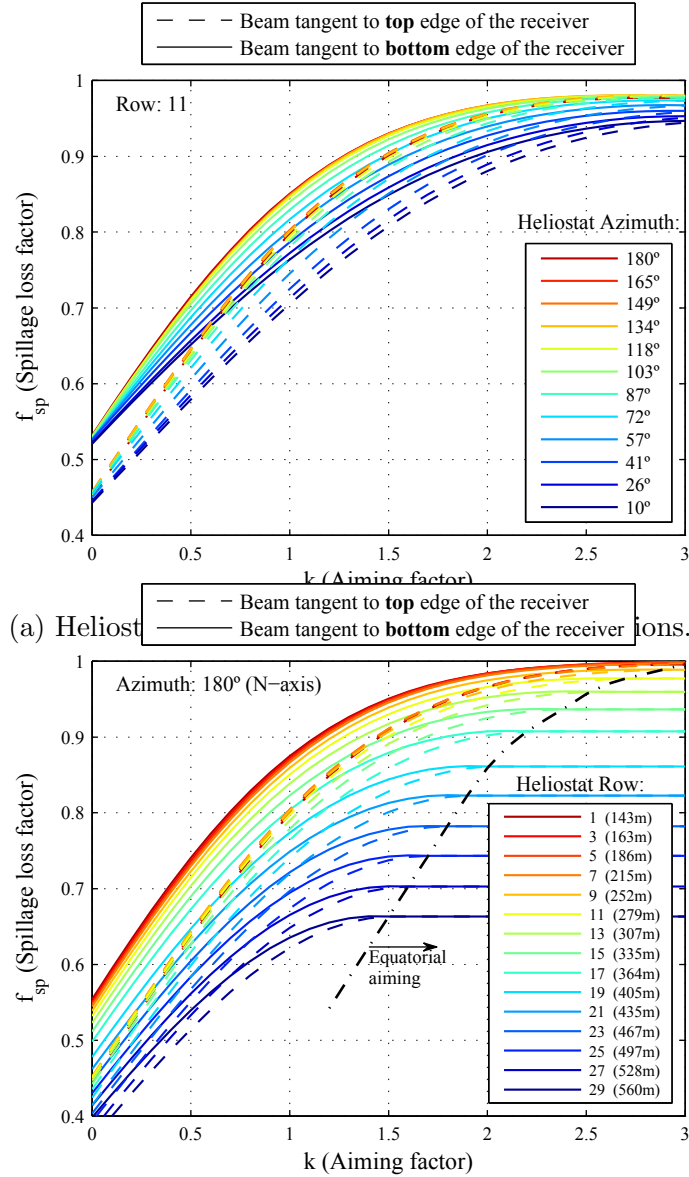 Beam tangent to top edge of the receiver
Beam tangent to bottom edge of the receiver
1
0.9
0.8
0.7
0.6
0.5
0.4
f_sp (Spillage loss factor)
Row: 11
Heliostat Azimuth:
180º
165º
149º
134º
118º
103º
87º
72º
57º
41º
26º
10º
0
0.5
1
1.5
2
2.5
3
k (Aiming factor)
Beam tangent to top edge of the receiver
Beam tangent to bottom edge of the receiver
(a) Heliost
ions.
1
0.9
0.8
0.7
0.6
0.5
0.4
f_sp (Spillage loss factor)
Azimuth: 180º (N−axis)
Equatorial
aiming
Heliostat Row:
1 (143m)
3 (163m)
5 (186m)
7 (215m)
9 (252m)
11 (279m)
13 (307m)
15 (335m)
17 (364m)
19 (405m)
21 (435m)
23 (467m)
25 (497m)
27 (528m)
29 (560m)
0
0.5
1
1.5
2
2.5
3
k (Aiming factor)